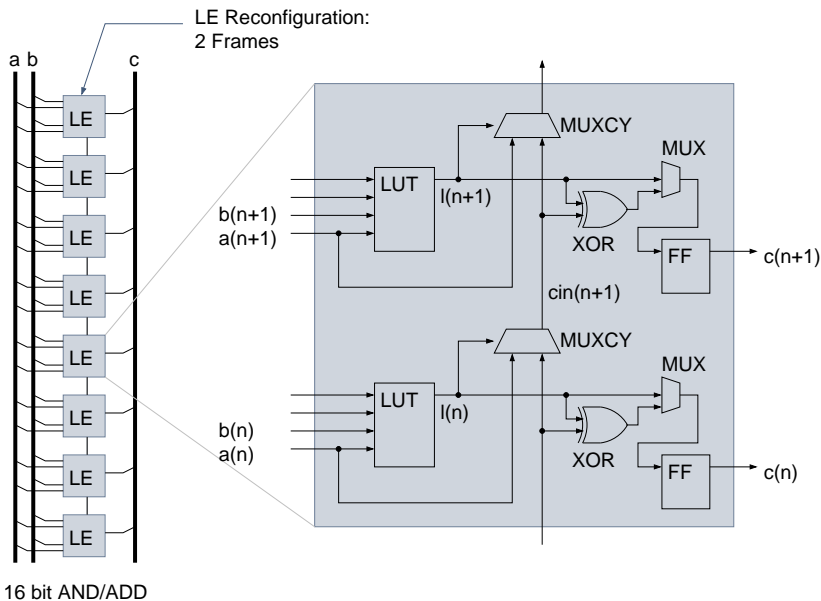 LE Reconfiguration:
2 Frames
a b c
LE
LE
LE
LE
LE
LE
LE
LE
16 bit AND/ADD
MUXCY
MUX
LUT
l(n+1)
b(n+1)
a(n+1)
XOR
FF
c(n+1)
cin(n+1)
MUXCY
MUX
LUT
l(n)
b(n)
a(n)
XOR
FF
c(n)